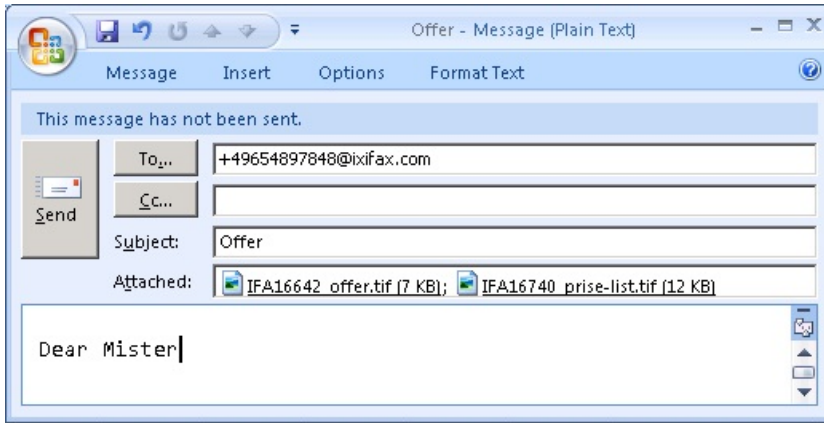 Offer - Message (Plain Text)
Message Insert Options Format Text
This message has not been sent.
Send
To... +49654897848@ixifax.com
Cc...
Subject: Offer
Attached: IFA16642_offer.tif (7 KB); IFA16740_prise-list.tif (12 KB)
Dear Mister